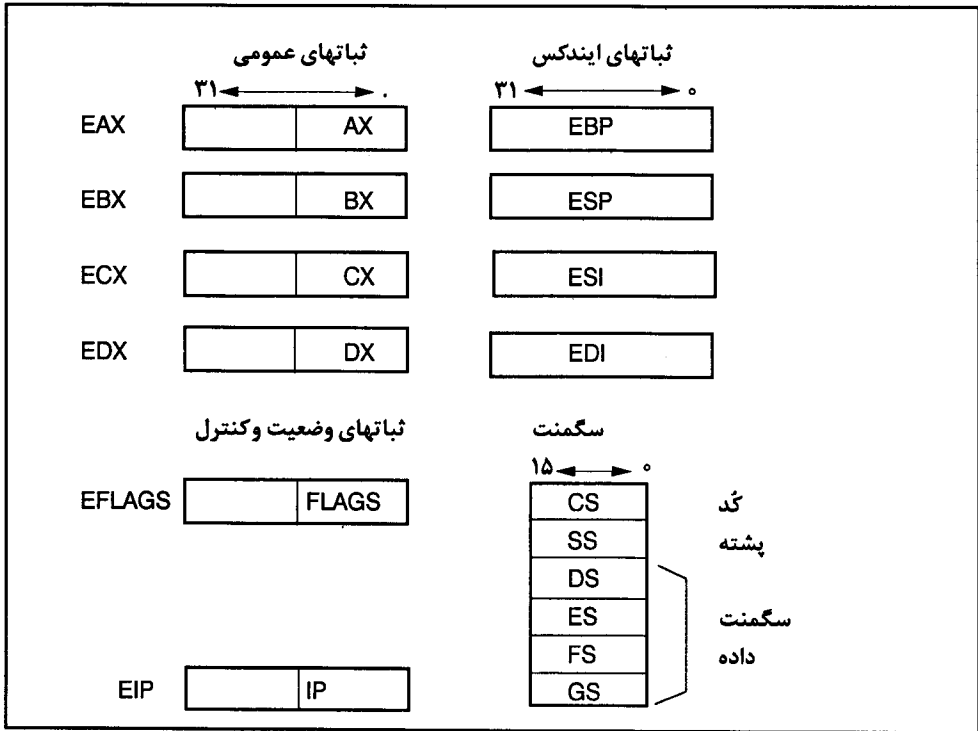 ثباتهای عمومی
ثباتهای ایندکس
۳۱ .
۳۱ ۰
EAX AX
EBP
EBX BX
ESP
ECX CX
ESI
EDX DX
EDI
ثباتهای وضعیت وکنترل
سگمنت
۱۵ ۰
EFLAGS FLAGS
CS کُد
SS پشته
DS
ES سگمنت
FS داده
EIP IP
GS